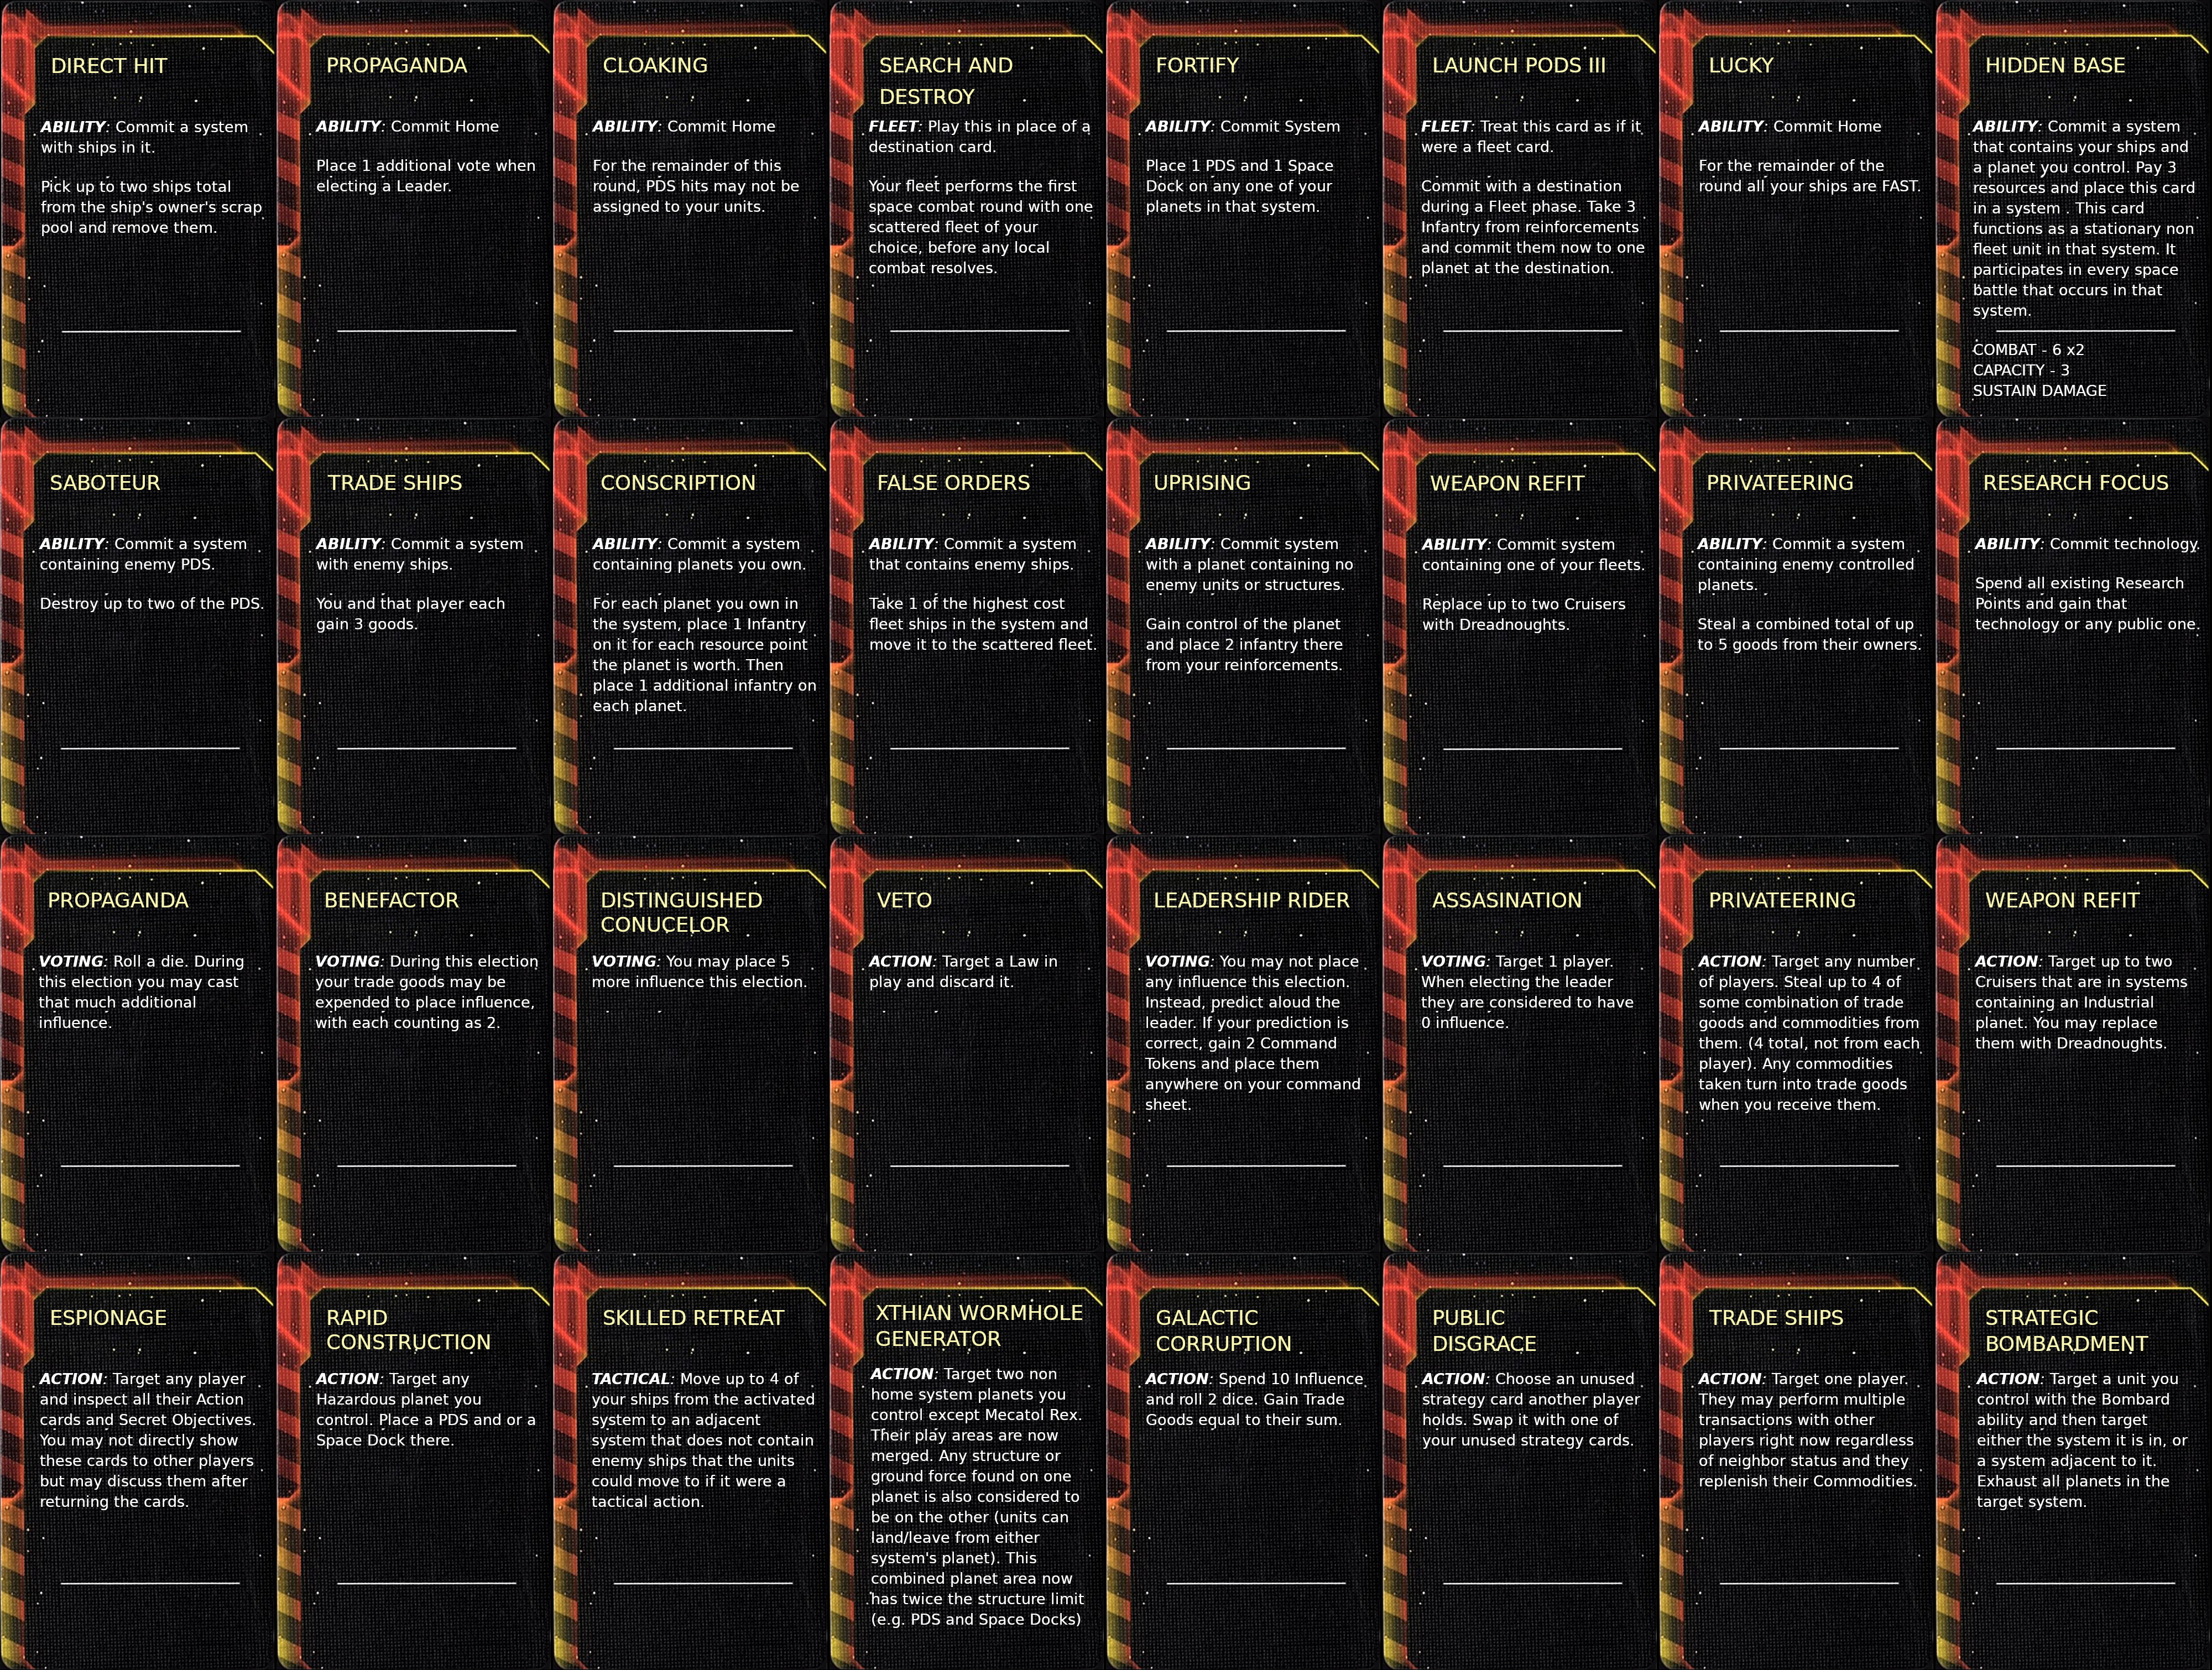 DIRECT HIT
ABILITY: Commit a system
with ships in it.
Pick up to two ships total
from the ship's owner's scrap
pool and remove them.
PROPAGANDA
ABILITY: Commit Home
Place 1 additional vote when
electing a Leader.
CLOAKING
ABILITY: Commit Home
For the remainder of this
round, PDS hits may not be
assigned to your units.
SEARCH AND
DESTROY
FLEET: Play this in place of a
destination card.
Your fleet performs the first
space combat round with one
scattered fleet of your
choice, before any local
combat resolves.
FORTIFY
ABILITY: Commit System
Place 1 PDS and 1 Space
Dock on any one of your
planets in that system.
LAUNCH PODS III
FLEET: Treat this card as if it
were a fleet card.
Commit with a destination
during a Fleet phase. Take 3
Infantry from reinforcements
and commit them now to one
planet at the destination.
LUCKY
ABILITY: Commit Home
For the remainder of the
round all your ships are FAST.
HIDDEN BASE
ABILITY: Commit a system
that contains your ships and
a planet you control. Pay 3
resources and place this card
in a system . This card
functions as a stationary non
fleet unit in that system. It
participates in every space
battle that occurs in that
system.
COMBAT - 6 x2
CAPACITY - 3
SUSTAIN DAMAGE
SABOTEUR
ABILITY: Commit a system
containing enemy PDS.
Destroy up to two of the PDS.
TRADE SHIPS
ABILITY: Commit a system
with enemy ships.
You and that player each
gain 3 goods.
CONSCRIPTION
ABILITY: Commit a system
containing planets you own.
For each planet you own in
the system, place 1 Infantry
on it for each resource point
the planet is worth. Then
place 1 additional infantry on
each planet.
FALSE ORDERS
ABILITY: Commit a system
that contains enemy ships.
Take 1 of the highest cost
fleet ships in the system and
move it to the scattered fleet.
UPRISING
ABILITY: Commit system
with a planet containing no
enemy units or structures.
Gain control of the planet
and place 2 infantry there
from your reinforcements.
WEAPON REFIT
ABILITY: Commit system
containing one of your fleets.
Replace up to two Cruisers
with Dreadnoughts.
PRIVATEERING
ABILITY: Commit a system
containing enemy controlled
planets.
Steal a combined total of up
to 5 goods from their owners.
RESEARCH FOCUS
ABILITY: Commit technology.
Spend all existing Research
Points and gain that
technology or any public one.
PROPAGANDA
VOTING: Roll a die. During
this election you may cast
that much additional
influence.
BENEFACTOR
VOTING: During this election
your trade goods may be
expended to place influence,
with each counting as 2.
DISTINGUISHED
CONUCELOR
VOTING: You may place 5
more influence this election.
VETO
ACTION: Target a Law in
play and discard it.
LEADERSHIP RIDER
VOTING: You may not place
any influence this election.
Instead, predict aloud the
leader. If your prediction is
correct, gain 2 Command
Tokens and place them
anywhere on your command
sheet.
ASSASINATION
VOTING: Target 1 player.
When electing the leader
they are considered to have
0 influence.
PRIVATEERING
ACTION: Target any number
of players. Steal up to 4 of
some combination of trade
goods and commodities from
them. (4 total, not from each
player). Any commodities
taken turn into trade goods
when you receive them.
WEAPON REFIT
ACTION: Target up to two
Cruisers that are in systems
containing an Industrial
planet. You may replace
them with Dreadnoughts.
ESPIONAGE
ACTION: Target any player
and inspect all their Action
cards and Secret Objectives.
You may not directly show
these cards to other players
but may discuss them after
returning the cards.
RAPID
CONSTRUCTION
ACTION: Target any
Hazardous planet you
control. Place a PDS and or a
Space Dock there.
SKILLED RETREAT
TACTICAL: Move up to 4 of
your ships from the activated
system to an adjacent
system that does not contain
enemy ships that the units
could move to if it were a
tactical action.
XTHIAN WORMHOLE
GENERATOR
ACTION: Target two non
home system planets you
control except Mecatol Rex.
Their play areas are now
merged. Any structure or
ground force found on one
planet is also considered to
be on the other (units can
land/leave from either
system's planet). This
combined planet area now
has twice the structure limit
(e.g. PDS and Space Docks)
GALACTIC
CORRUPTION
ACTION: Spend 10 Influence
and roll 2 dice. Gain Trade
Goods equal to their sum.
PUBLIC
DISGRACE
ACTION: Choose an unused
strategy card another player
holds. Swap it with one of
your unused strategy cards.
TRADE SHIPS
ACTION: Target one player.
They may perform multiple
transactions with other
players right now regardless
of neighbor status and they
replenish their Commodities.
STRATEGIC
BOMBARDMENT
ACTION: Target a unit you
control with the Bombard
ability and then target
either the system it is in, or
a system adjacent to it.
Exhaust all planets in the
target system.